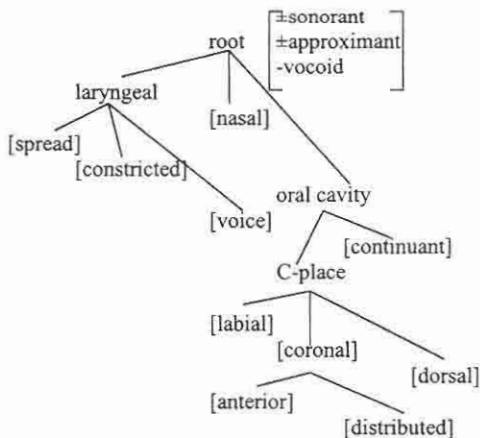 root
±sonorant
±approximant
-vocoid
laryngeal
[nasal]
[spread]
[constricted]
oral cavity
[voice]
[continuant]
C-place
[labial]
[coronal]
[dorsal]
[anterior]
[distributed]